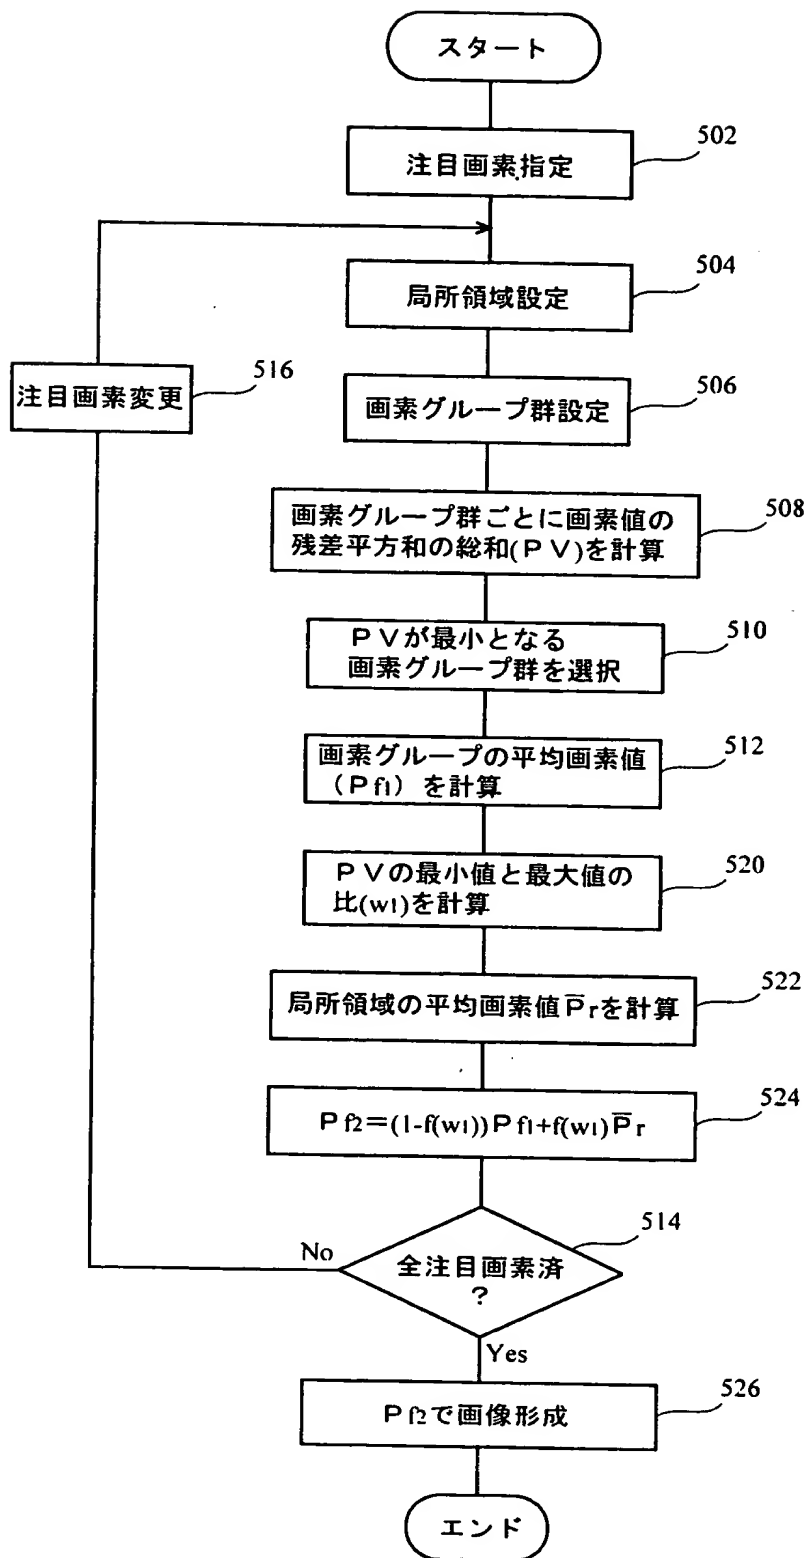 スタート
502
注目画素指定
504
局所領域設定
516
注目画素変更
506
画素グループ群設定
508
画素グループ群ごとに画素値の
残差平方和の総和(PV)を計算
510
PVが最小となる
画素グループ群を選択
512
画素グループの平均画素値
(Pf1)を計算
520
PVの最小値と最大値の
比(w1)を計算
522
局所領域の平均画素値P̅rを計算
524
Pf2=(1-f(w1))Pf1+f(w1)P̅r
514
No
全注目画素済
?
Yes
526
Pf2で画像形成
エンド